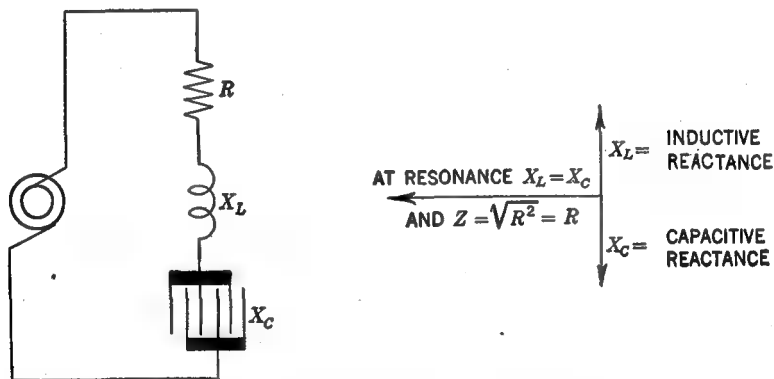 R
X_L
X_C
AT RESONANCE X_L = X_C
AND Z = √R² = R
X_L = INDUCTIVE
REACTANCE
X_C = CAPACITIVE
REACTANCE